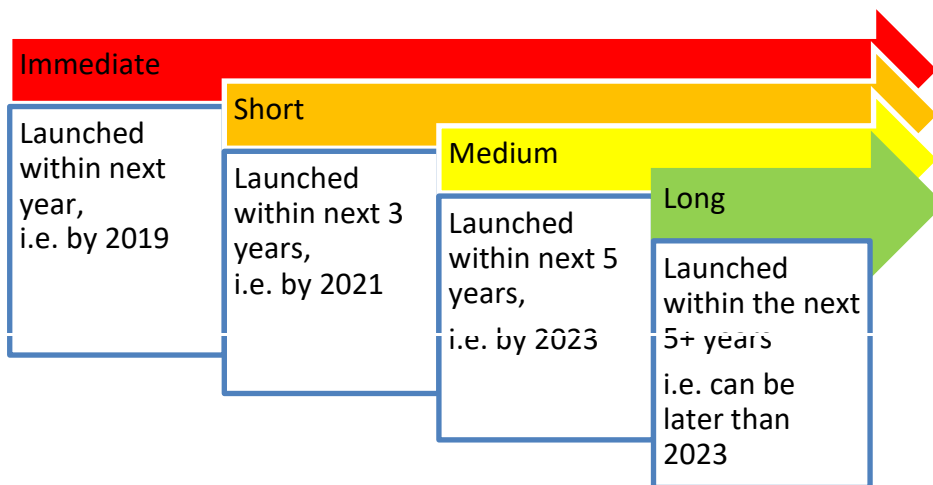 Immediate
Launched
within next
year,
i.e. by 2019
Short
Launched
within next 3
years,
i.e. by 2021
Medium
Launched
within next 5
years,
i.e. by 2023
Long
Launched
within the next
5+ years
i.e. can be
later than
2023